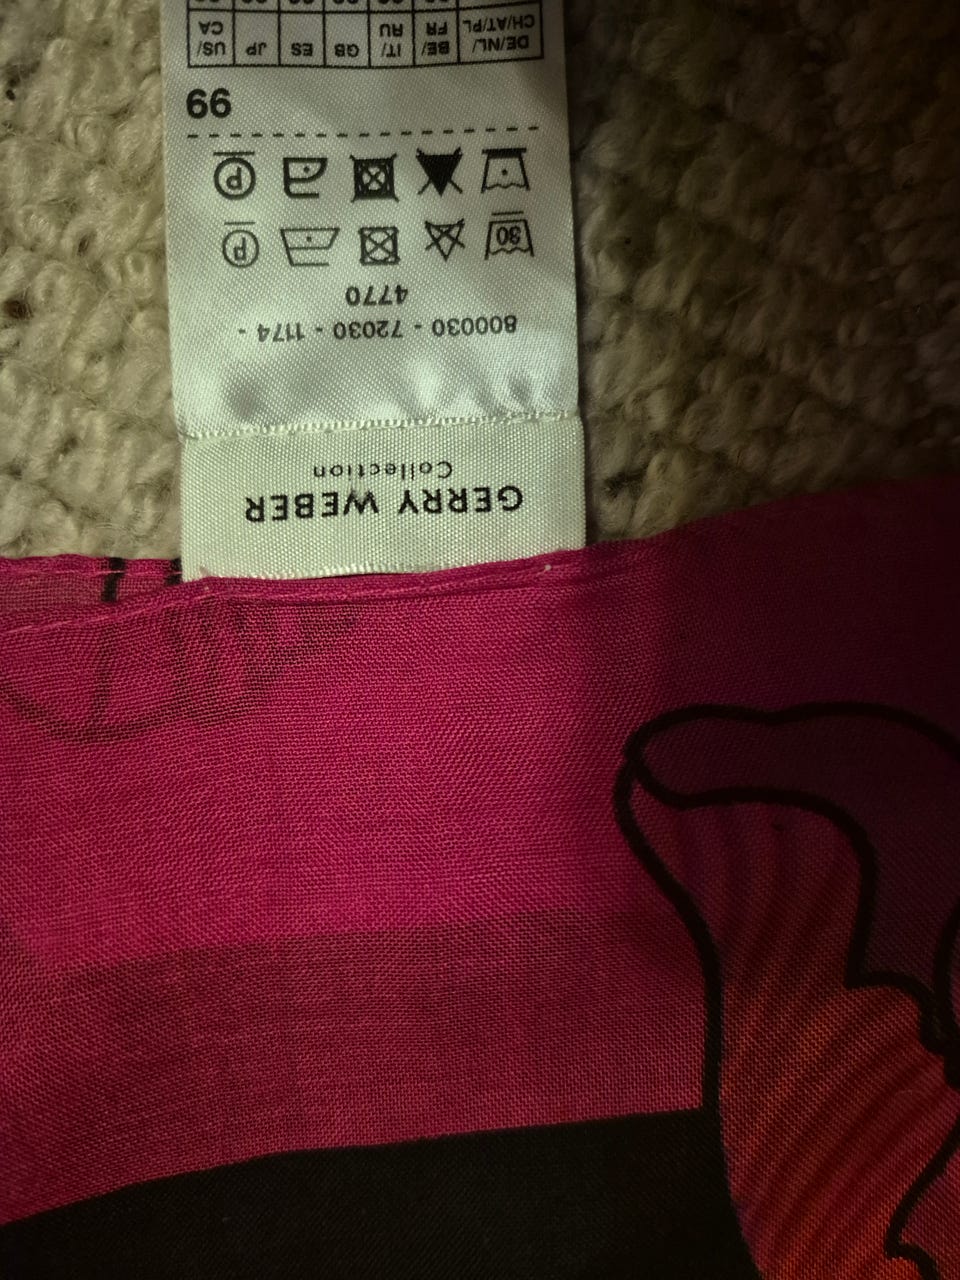 GERRY WEBER
Collection
800030 - 72030 - 1174 -
4770
30 P
P
99
DE/NL/ BE/ IT/ GB ES JP US/
CH/AT/PL FR RU CA